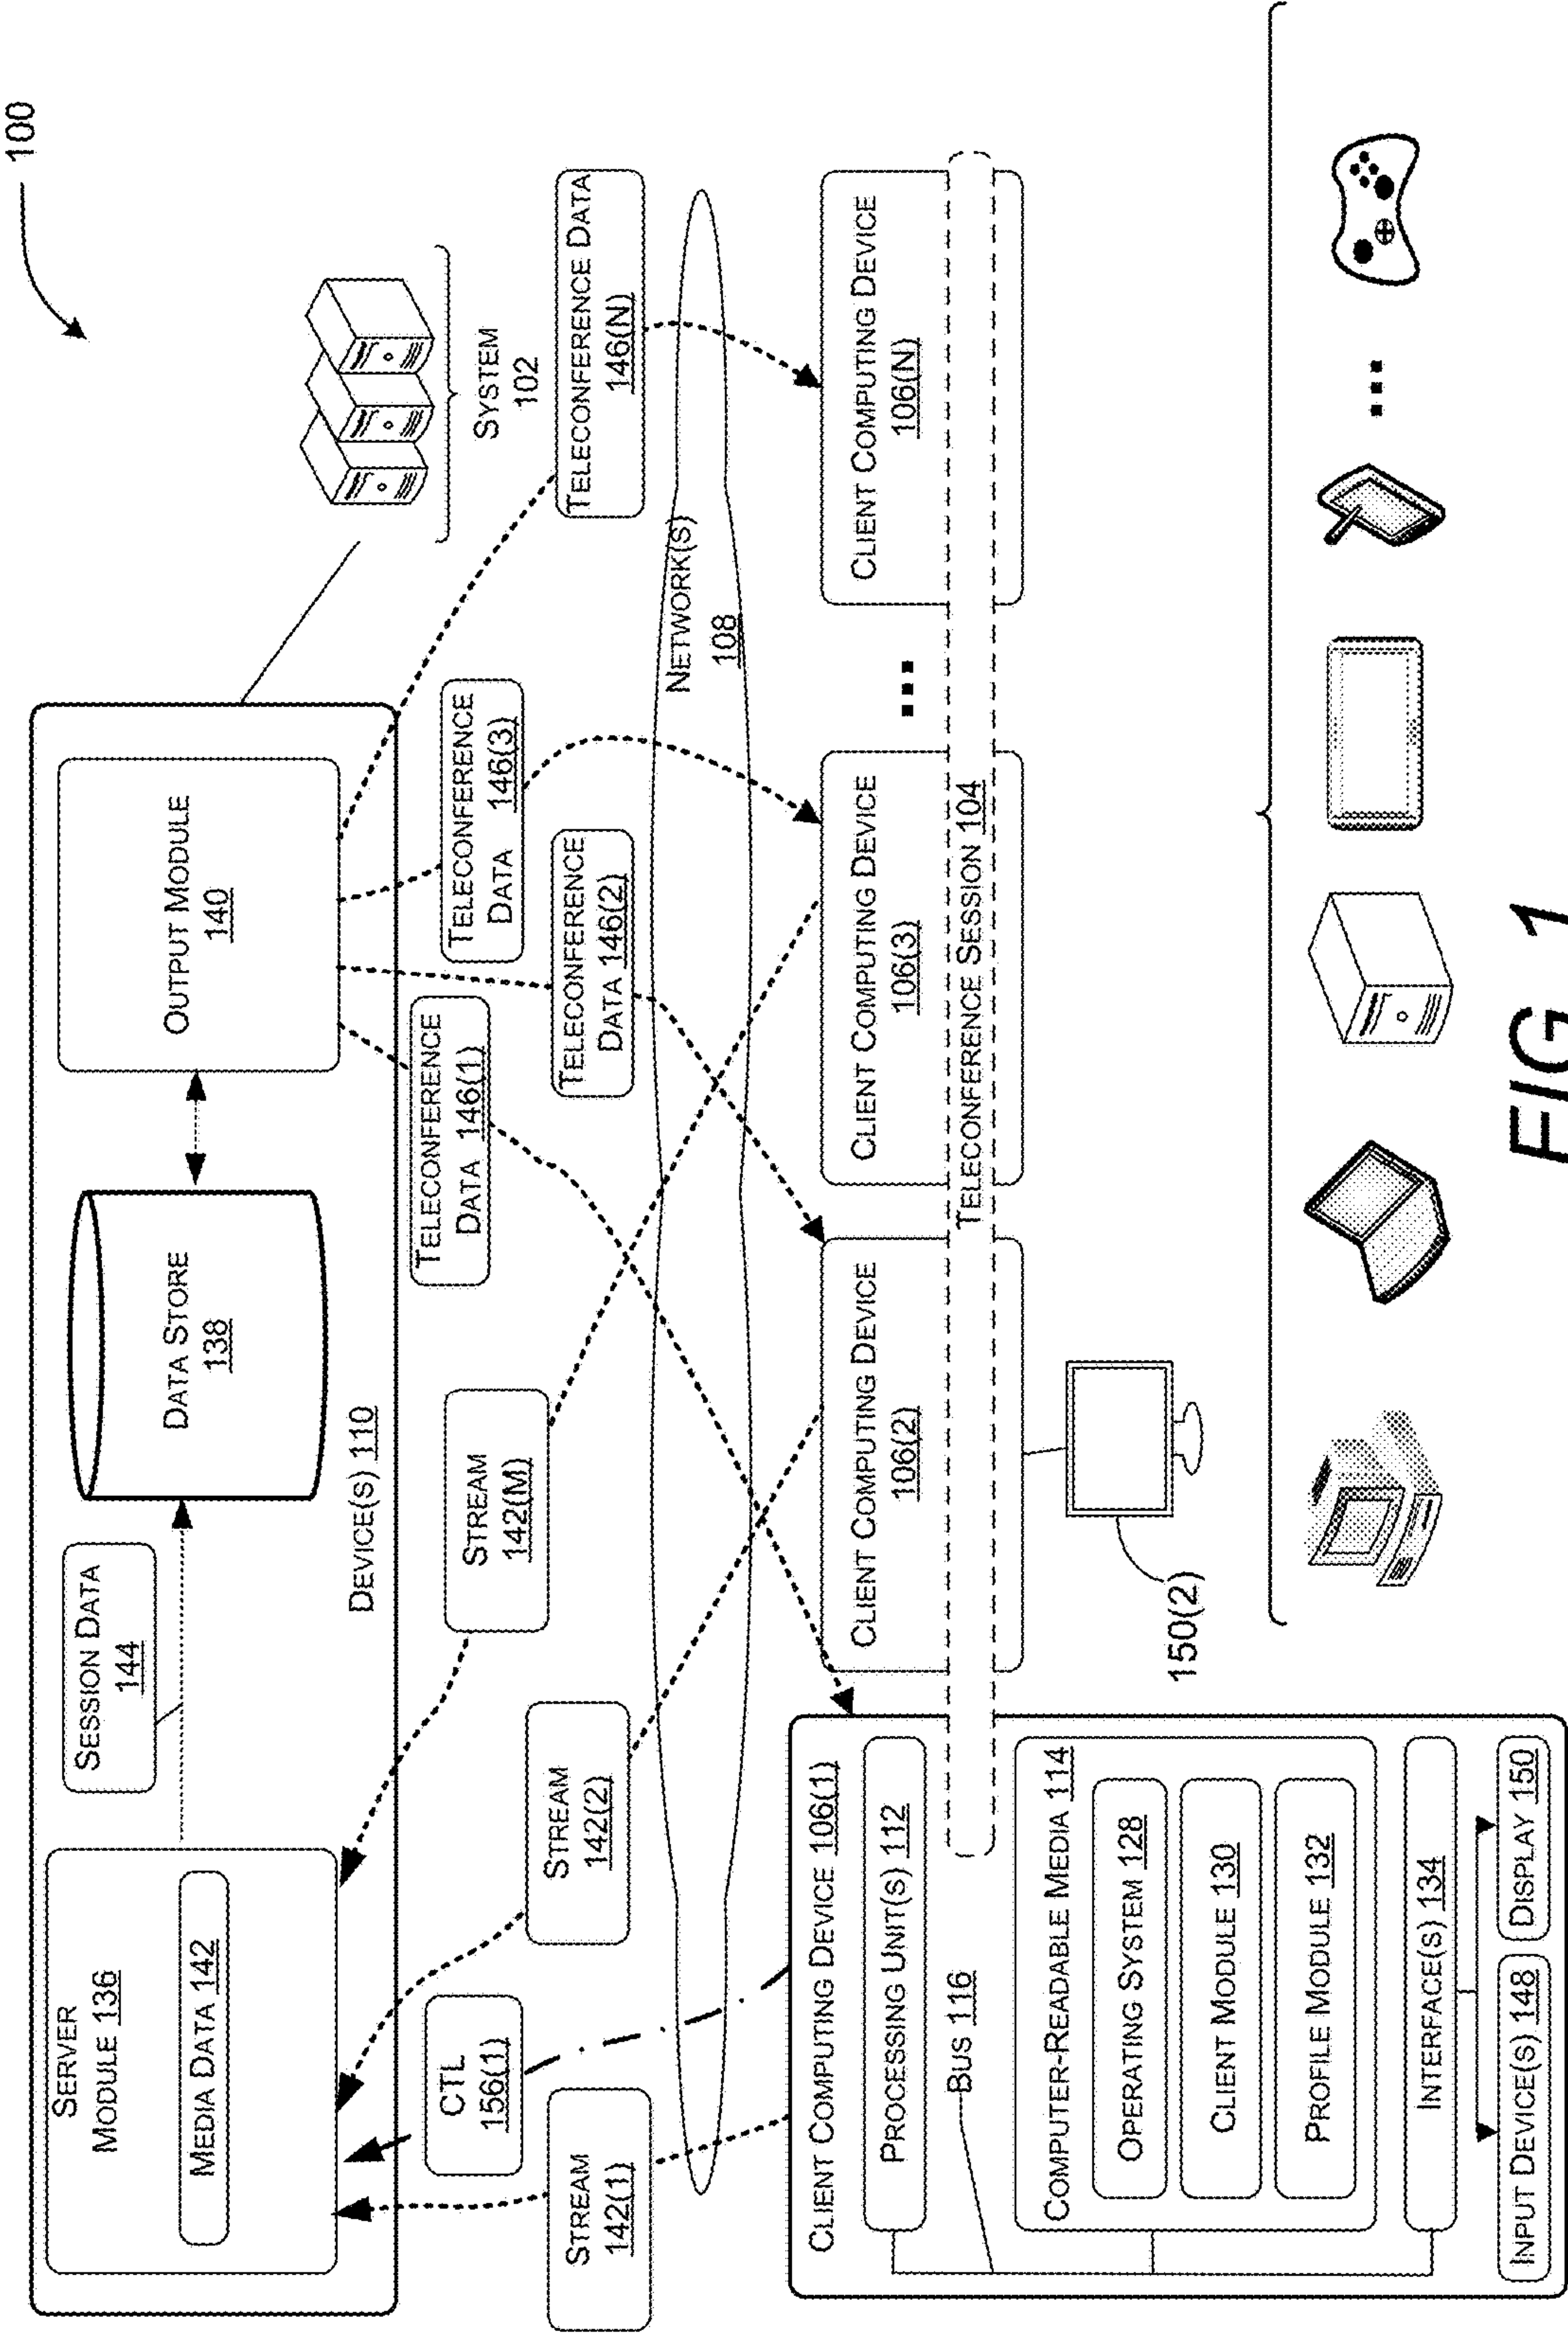 100
SERVER
MODULE 136
MEDIA DATA 142
SESSION DATA
144
DATA STORE
138
OUTPUT MODULE
140
DEVICE(S) 110
SYSTEM
102
STREAM
142(1)
CTL
156(1)
STREAM
142(2)
STREAM
142(M)
TELECONFERENCE
DATA 146(1)
TELECONFERENCE
DATA 146(2)
TELECONFERENCE
DATA 146(3)
TELECONFERENCE DATA
146(N)
NETWORK(S)
108
CLIENT COMPUTING DEVICE 106(1)
PROCESSING UNIT(S) 112
BUS 116
COMPUTER-READABLE MEDIA 114
OPERATING SYSTEM 128
CLIENT MODULE 130
PROFILE MODULE 132
INTERFACE(S) 134
INPUT DEVICE(S) 148
DISPLAY 150
CLIENT COMPUTING DEVICE
106(2)
CLIENT COMPUTING DEVICE
106(3)
CLIENT COMPUTING DEVICE
106(N)
TELECONFERENCE SESSION 104
150(2)
FIG 1